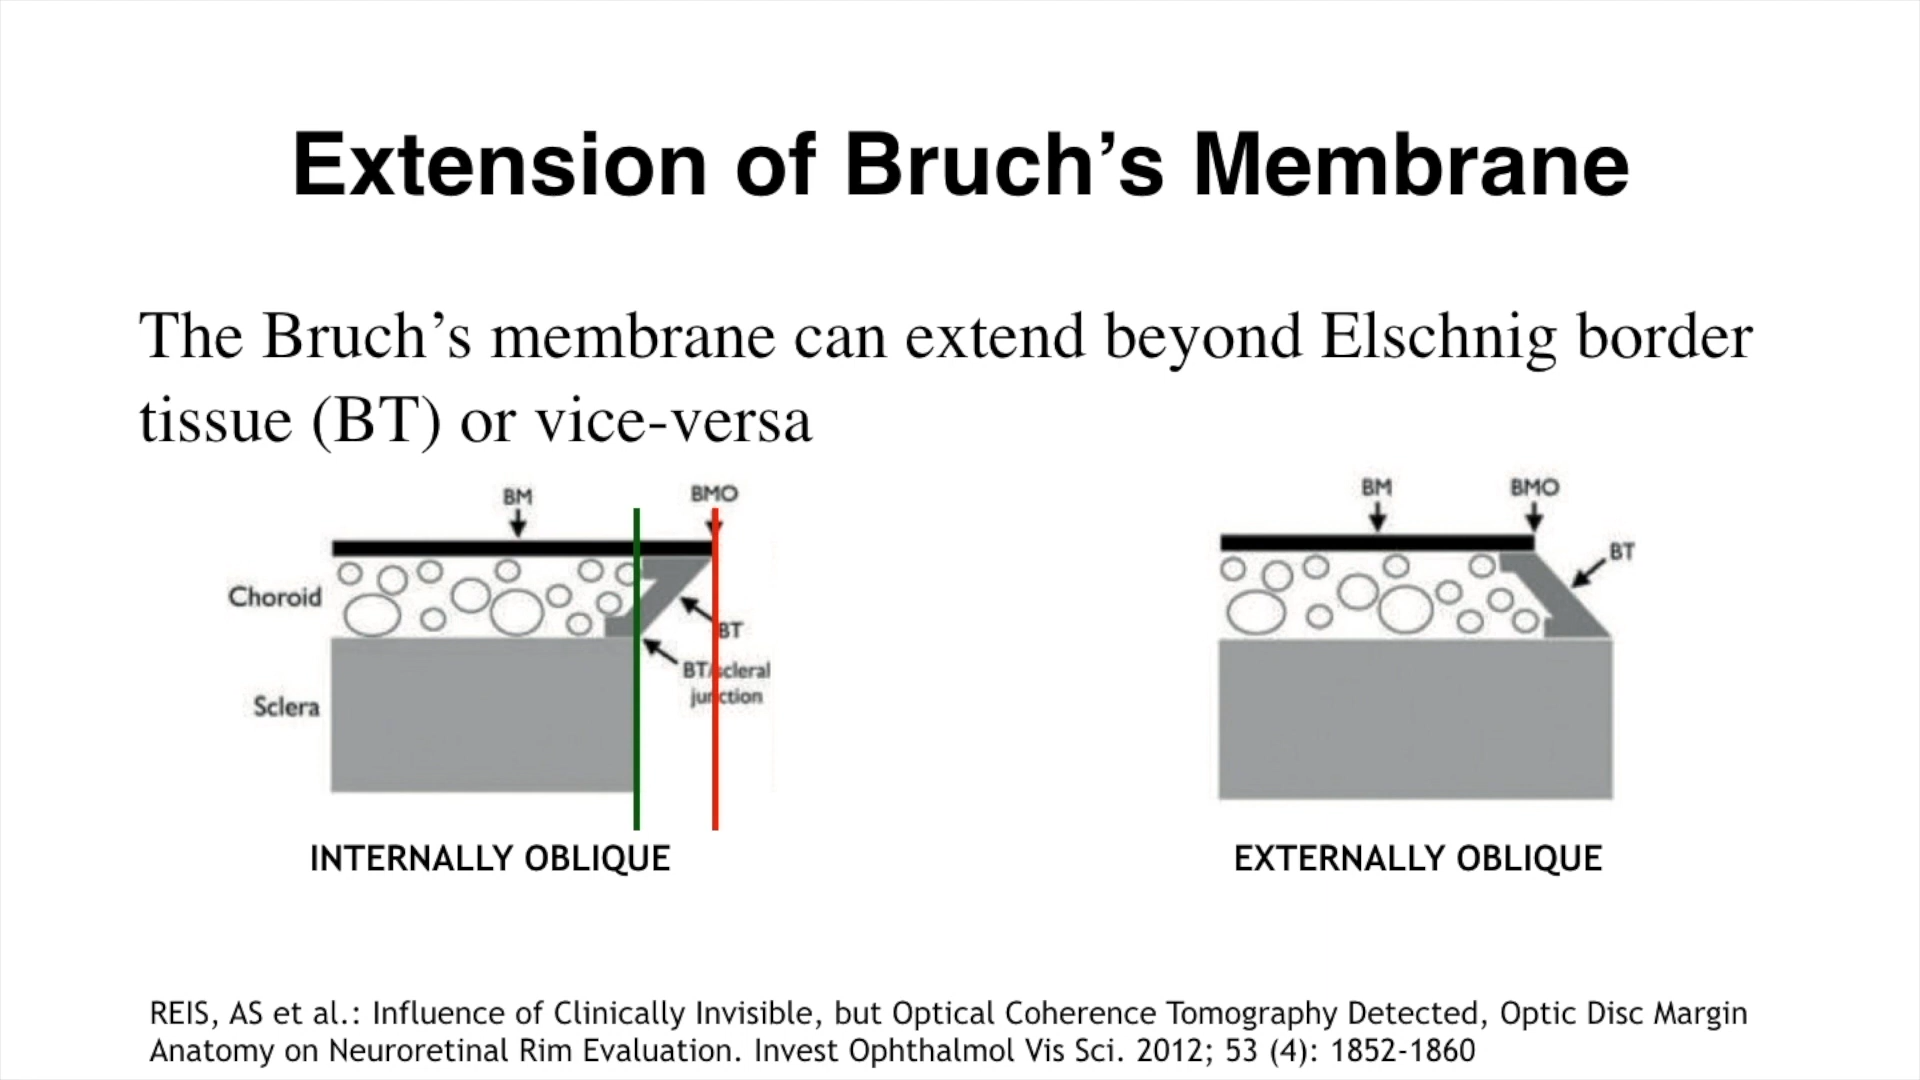 Extension of Bruch’s Membrane
The Bruch’s membrane can extend beyond Elschnig border
tissue (BT) or vice-versa
BM
BMO
Choroid
BT
BT/scleral
junction
Sclera
INTERNALLY OBLIQUE
BM
BMO
BT
EXTERNALLY OBLIQUE
REIS, AS et al.: Influence of Clinically Invisible, but Optical Coherence Tomography Detected, Optic Disc Margin
Anatomy on Neuroretinal Rim Evaluation. Invest Ophthalmol Vis Sci. 2012; 53 (4): 1852-1860